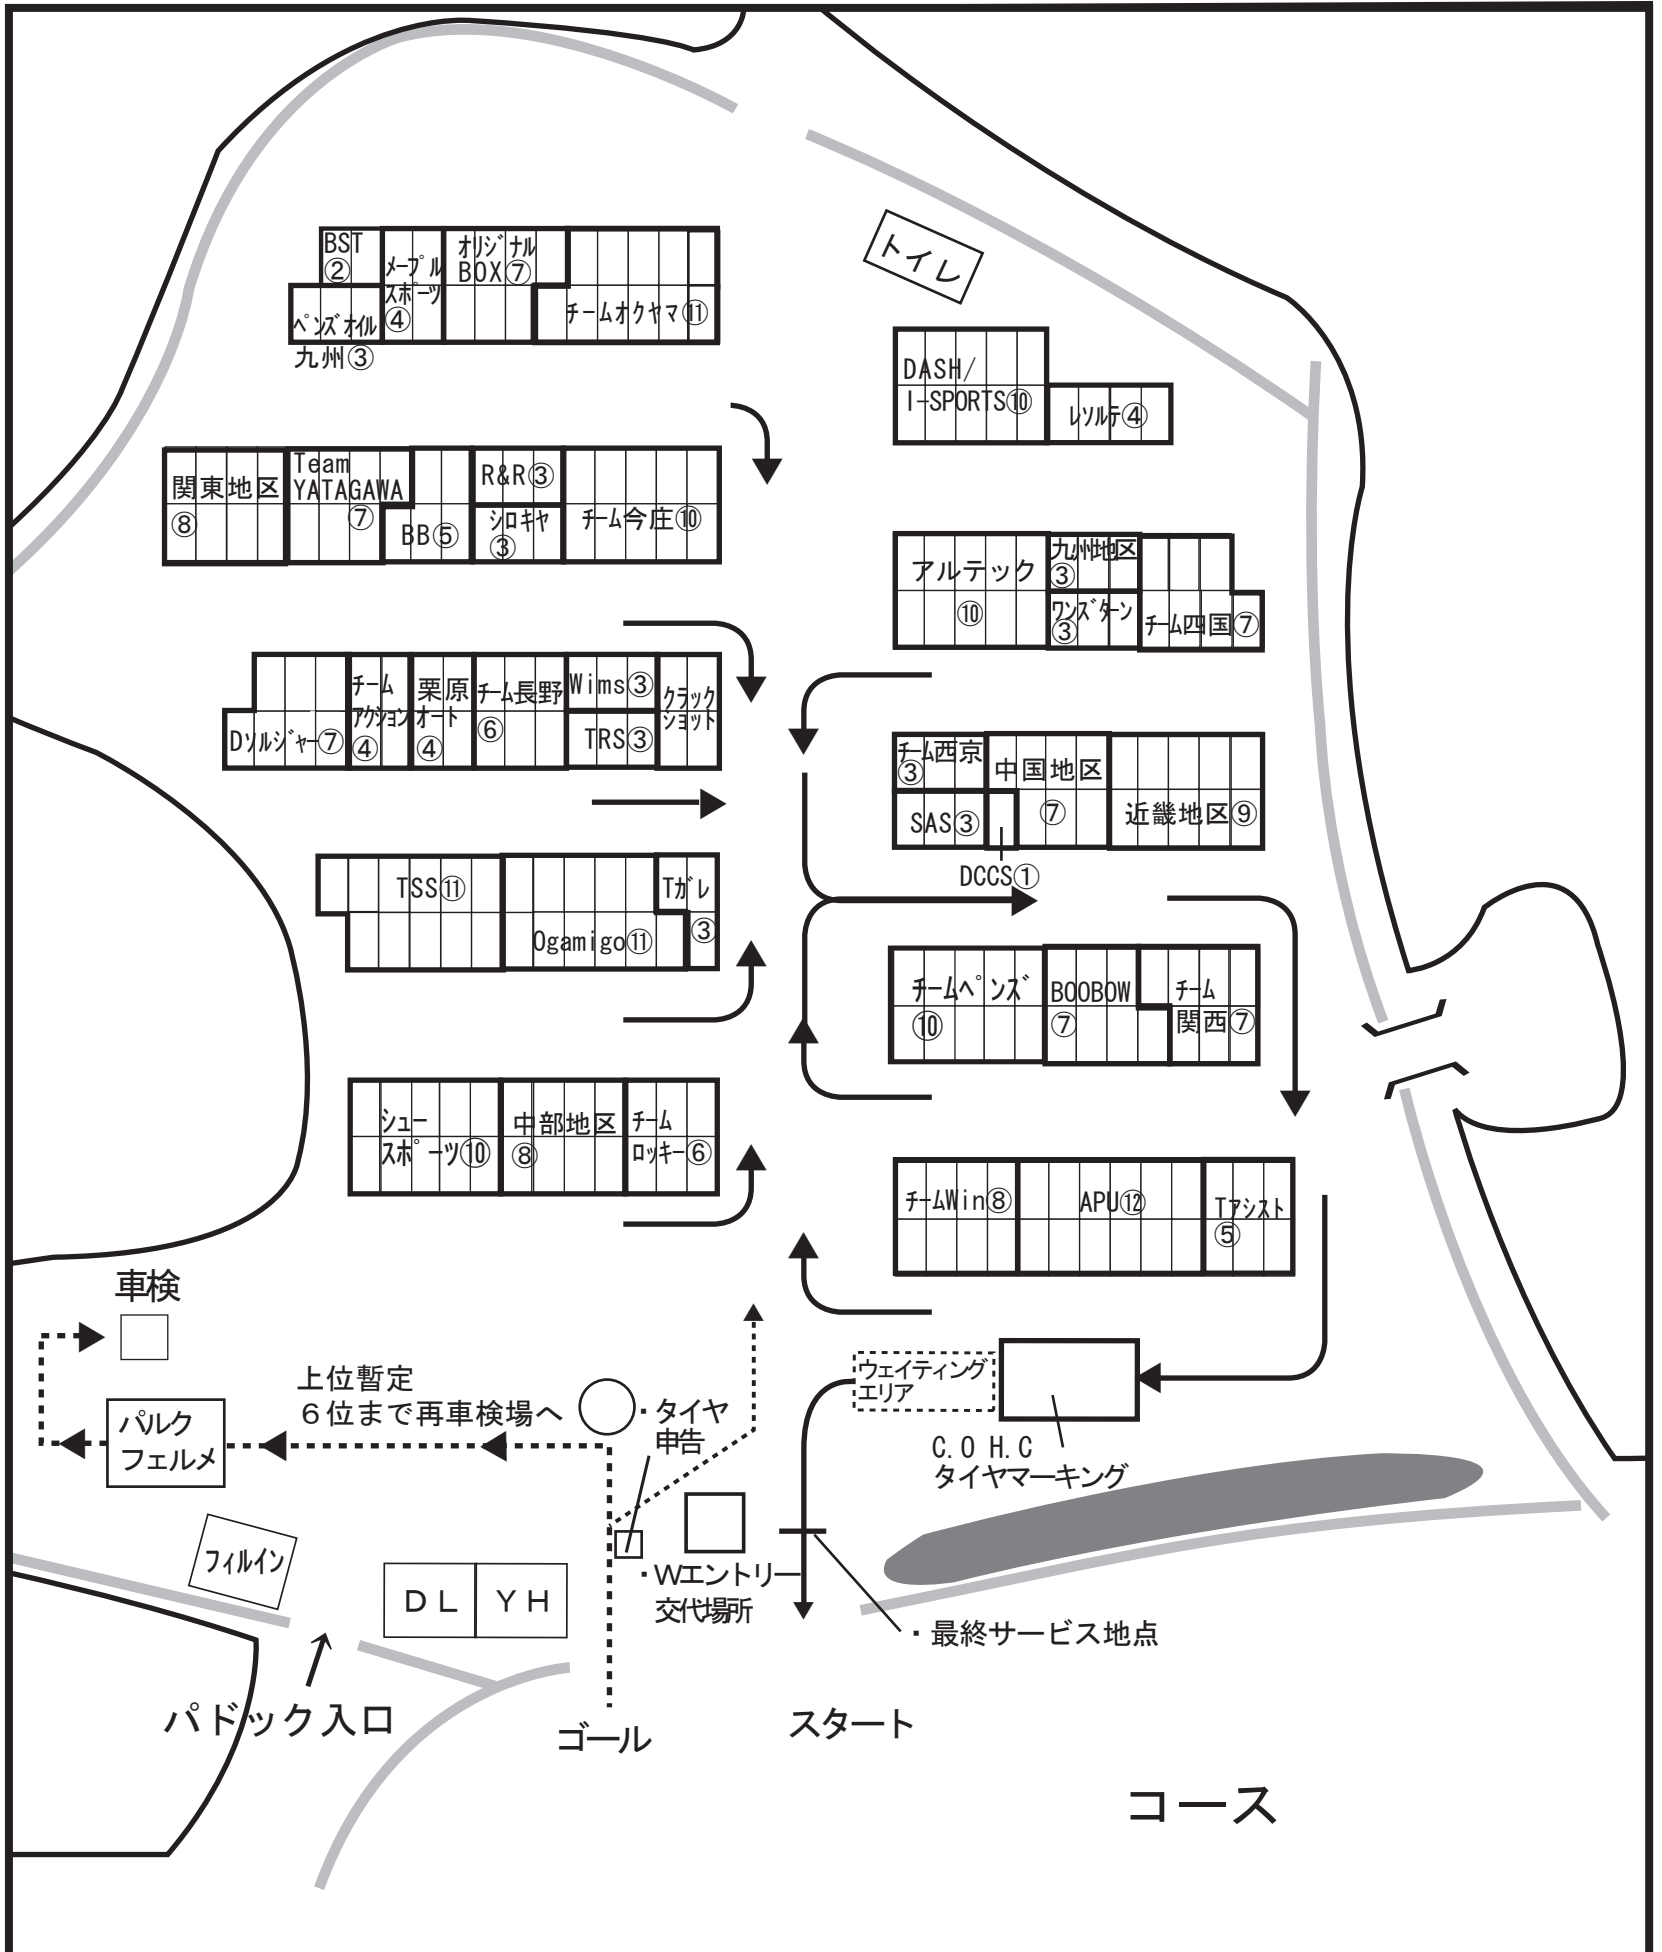 BST
②
メープル
スポーツ
④
オリジナル
BOX⑦
チームオクヤマ⑪
ペンズオイル
九州③
トイレ
DASH/
I-SPORTS⑩
レソルテ④
関東地区
⑧
Team
YATAGAWA
⑦
BB⑤
R&R③
シロキヤ
③
チーム今庄⑩
アルテック
⑩
九州地区
③
ワンズターン
③
チーム四国⑦
Dソルジャー⑦
チーム
アクション
④
栗原
オート
④
チーム長野
⑥
Wims③
TRS③
クラック
ショット
チーム西京
③
SAS③
中国地区
⑦
近畿地区⑨
DCCS①
TSS⑪
Ogamigo⑪
Tガレ
③
チームペンズ
⑩
BOOBOW
⑦
チーム
関西⑦
シュー
スポーツ⑩
中部地区
⑧
チーム
ロッキー⑥
チームWin⑧
APU⑫
Tアシスト
⑤
車検
パルク
フェルメ
上位暫定
６位まで再車検場へ
・タイヤ
申告
ウェイティング
エリア
C.O H.C
タイヤマーキング
フィルイン
ＤＬ
ＹＨ
・Wエントリー
交代場所
・最終サービス地点
パドック入口
ゴール
スタート
コース